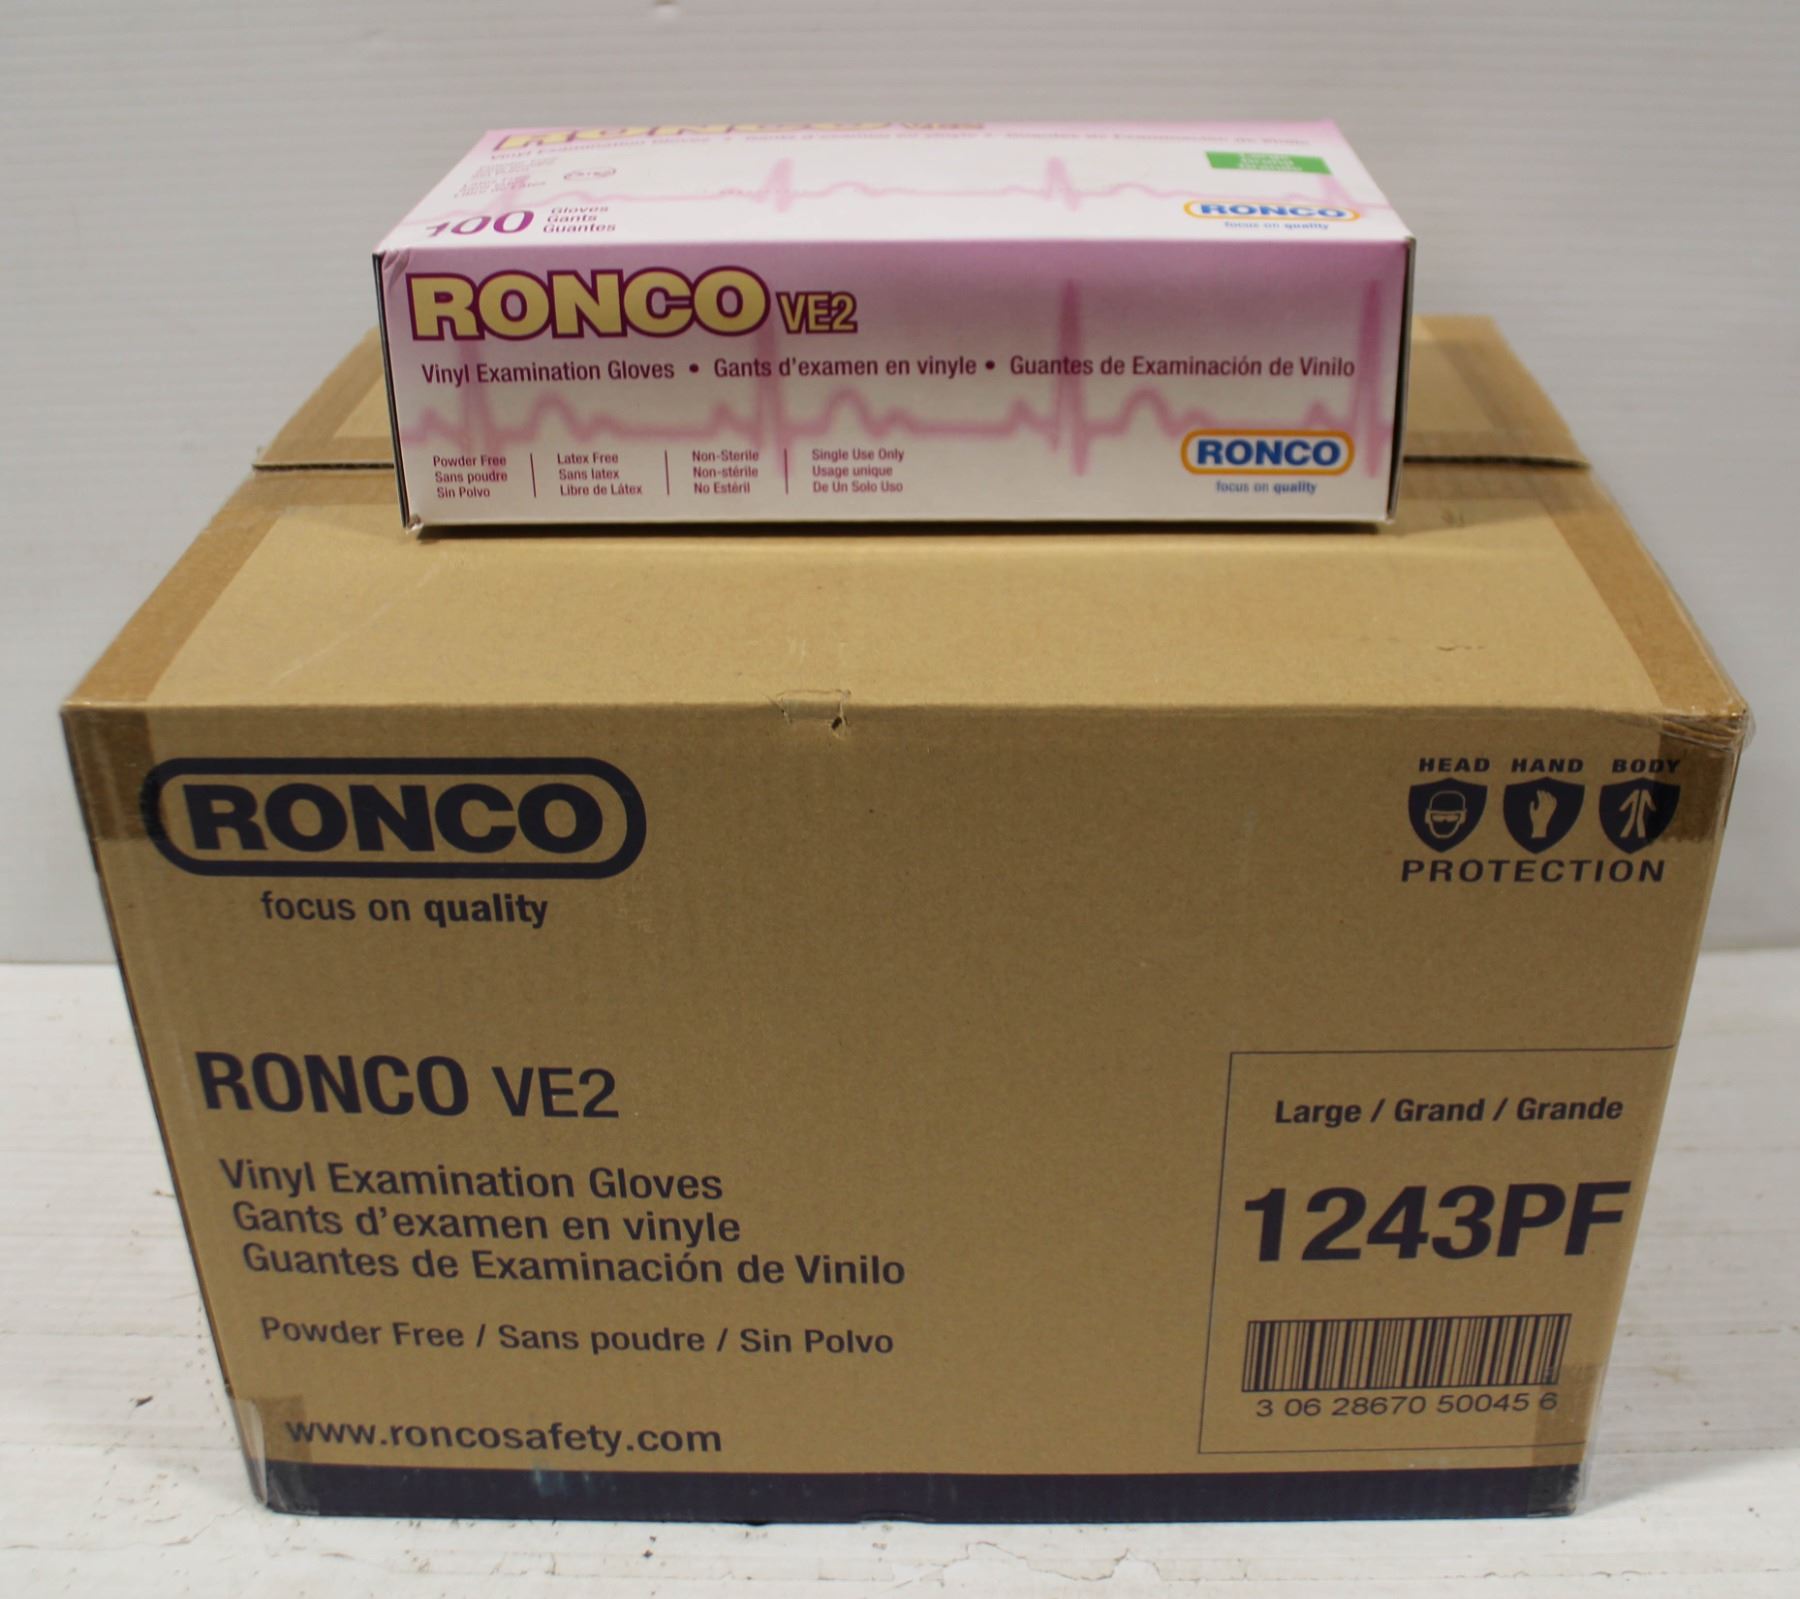 RONCO VE2
100
Gloves
Gants
Guantes
RONCO
focus on quality
RONCO VE2
Vinyl Examination Gloves • Gants d'examen en vinyle • Guantes de Examinación de Vinilo
Powder Free
Sans poudre
Sin Polvo
Latex Free
Sans latex
Libre de Látex
Non-Sterile
Non-stérile
No Estéril
Single Use Only
Usage unique
De Un Solo Uso
RONCO
focus on quality
RONCO
focus on quality
HEAD HAND BODY
PROTECTION
RONCO VE2
Vinyl Examination Gloves
Gants d'examen en vinyle
Guantes de Examinación de Vinilo
Powder Free / Sans poudre / Sin Polvo
www.roncosafety.com
Large / Grand / Grande
1243PF
3 06 28670 50045 6